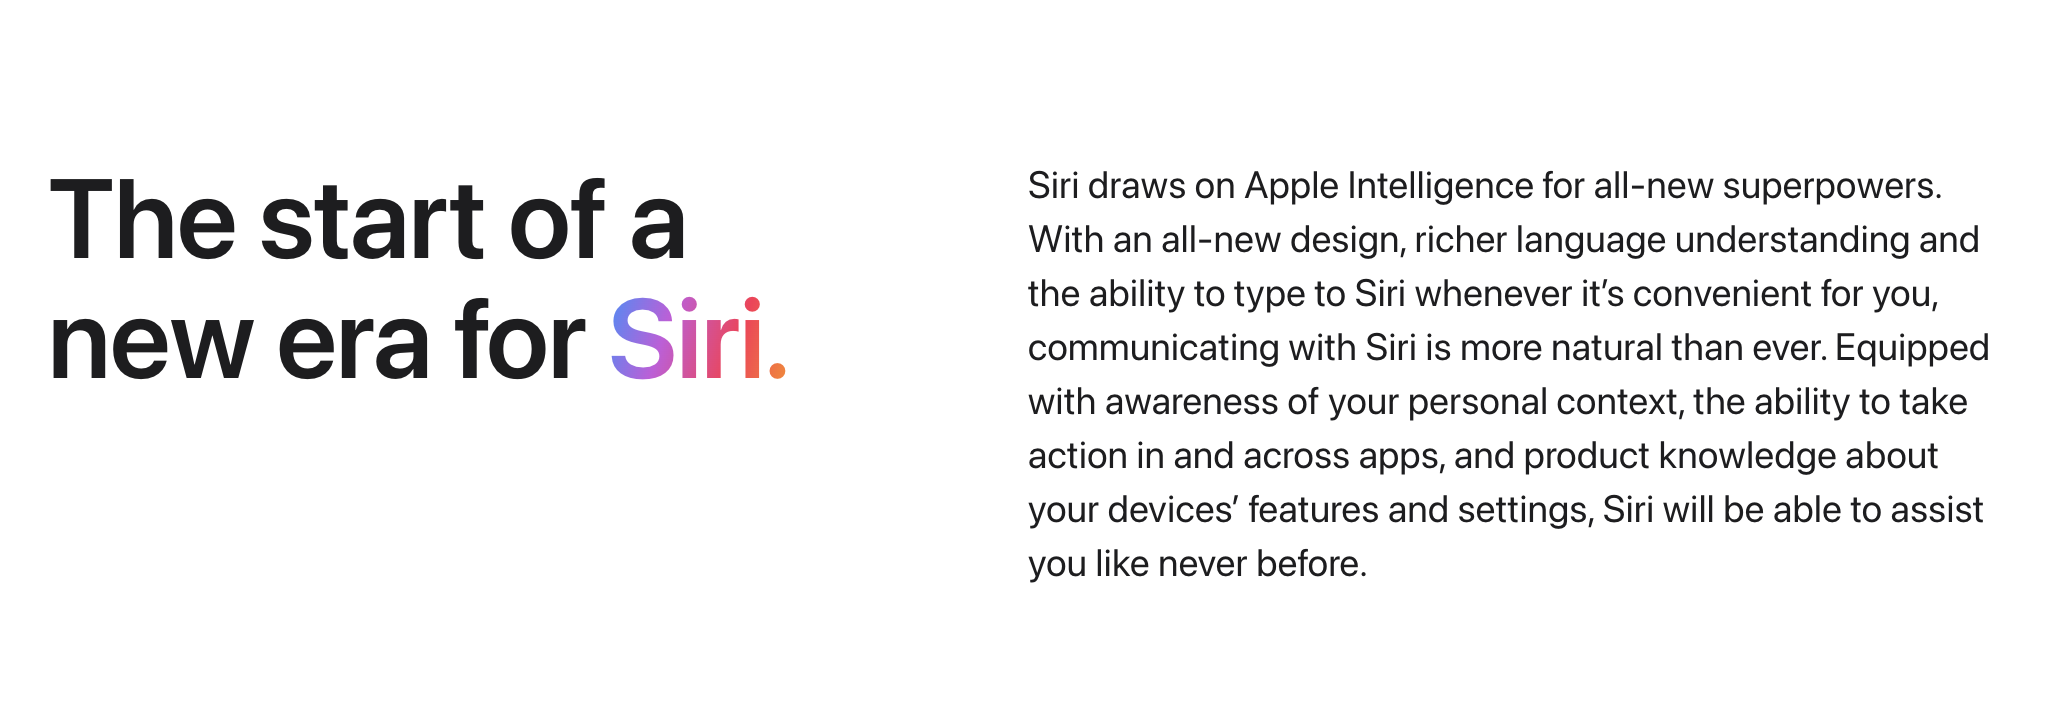 The start of a
new era for Siri.
Siri draws on Apple Intelligence for all-new superpowers.
With an all-new design, richer language understanding and
the ability to type to Siri whenever it’s convenient for you,
communicating with Siri is more natural than ever. Equipped
with awareness of your personal context, the ability to take
action in and across apps, and product knowledge about
your devices’ features and settings, Siri will be able to assist
you like never before.